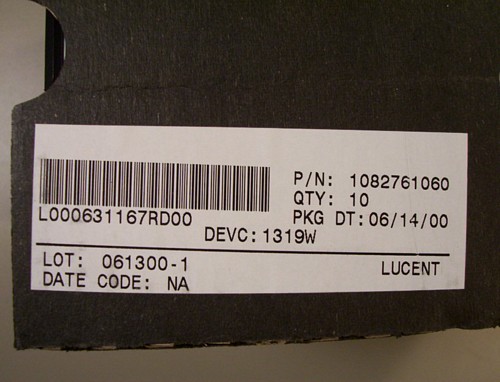 P/N: 1082761060
QTY: 10
L000631167RD00 PKG DT: 06/14/00
DEVC: 1319W
LOT: 061300-1 LUCENT
DATE CODE: NA